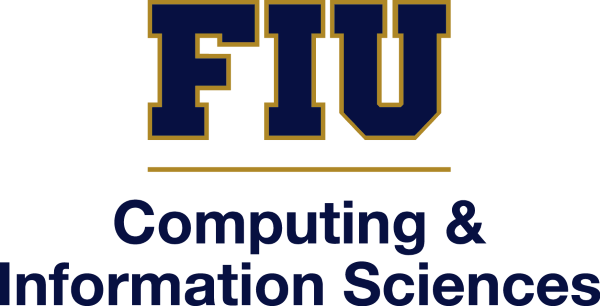 FIU
Computing &
Information Sciences